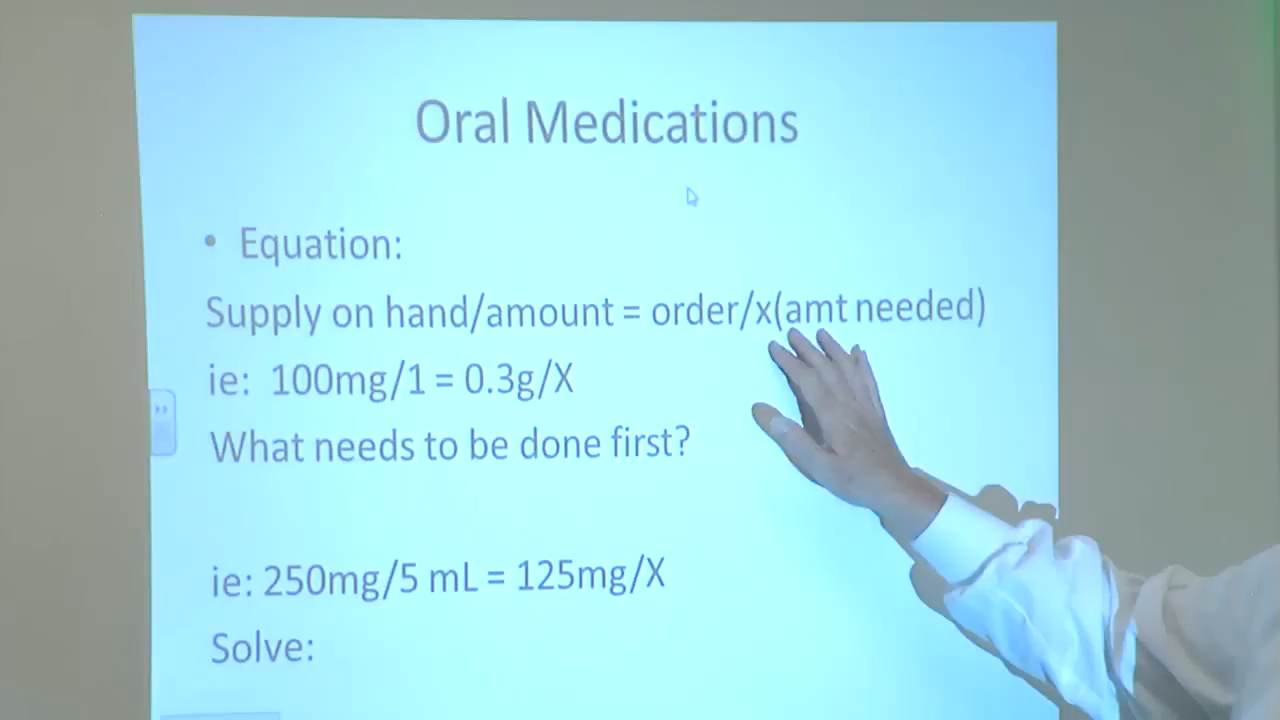 Oral Medications
• Equation:
Supply on hand/amount = order/x(amt needed)
ie: 100mg/1 = 0.3g/X
What needs to be done first?
ie: 250mg/5 mL = 125mg/X
Solve: